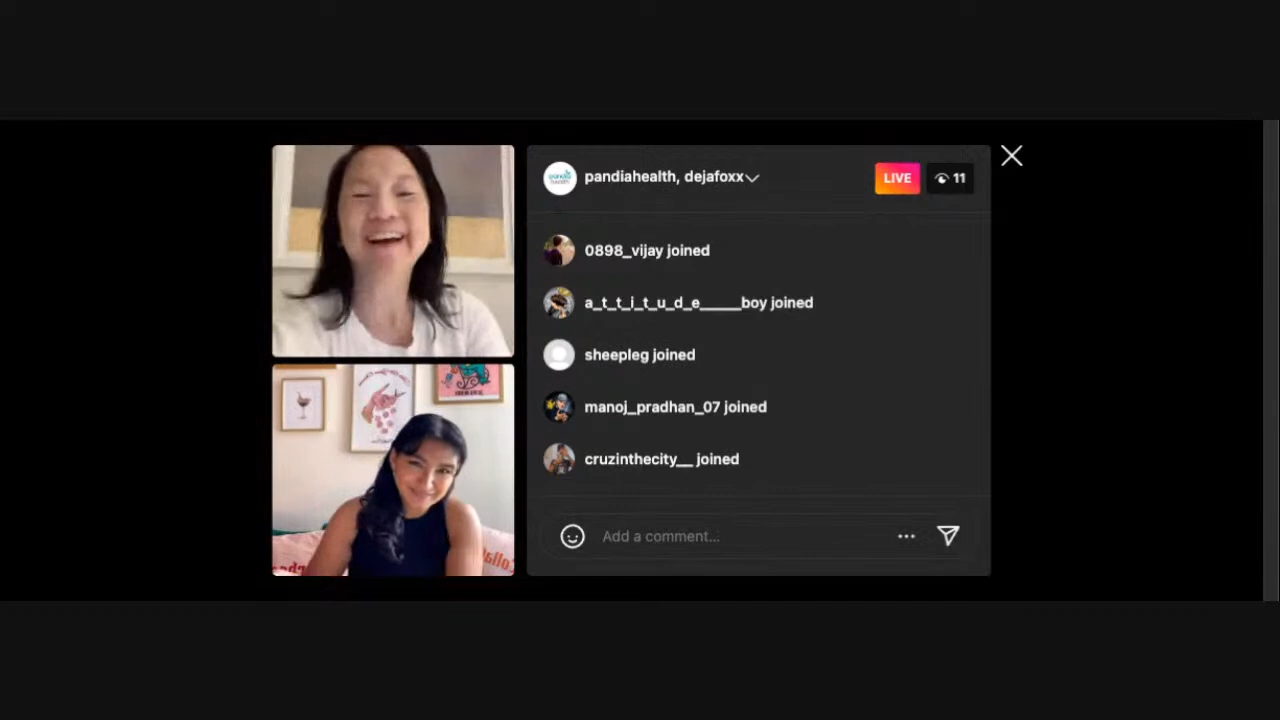 pandiahealth, dejafoxx
LIVE
11
0898_vijay joined
a_t_t_i_t_u_d_e_____boy joined
sheepleg joined
manoj_pradhan_07 joined
cruzinthecity__ joined
Add a comment...